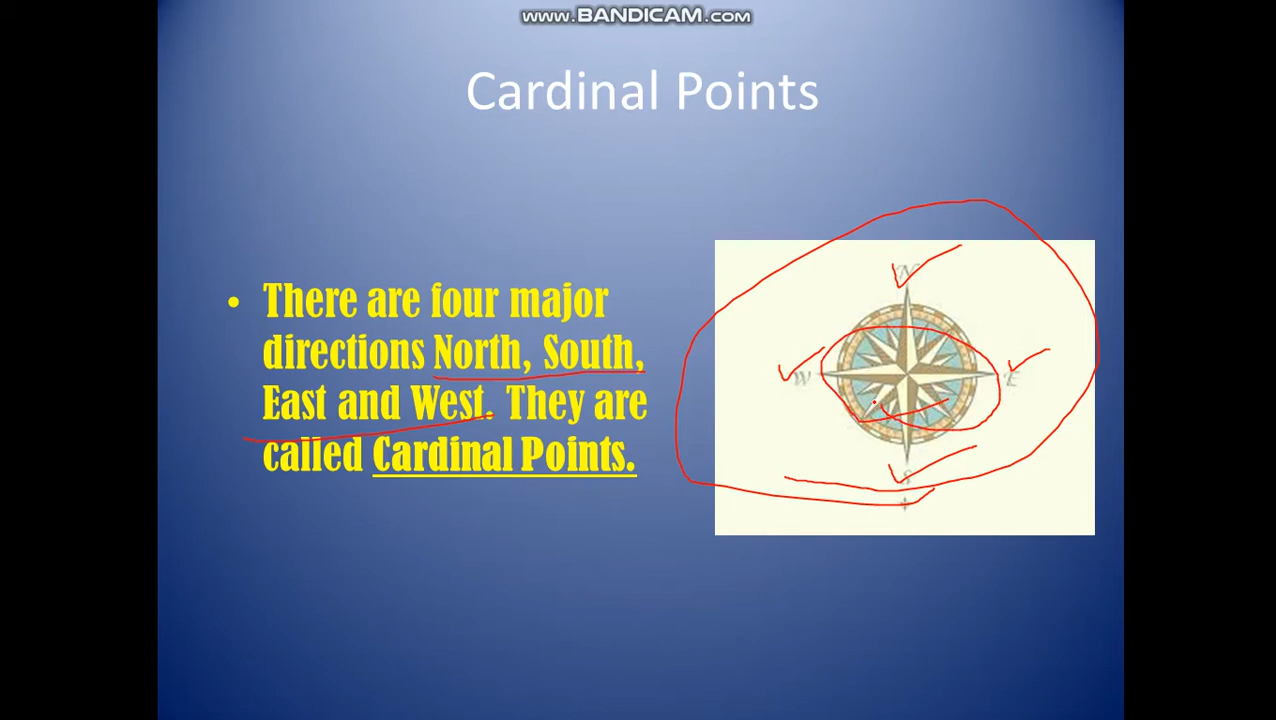 www.BANDICAM.com
Cardinal Points
• There are four major
directions North, South,
East and West. They are
called Cardinal Points.
N
W
E
S